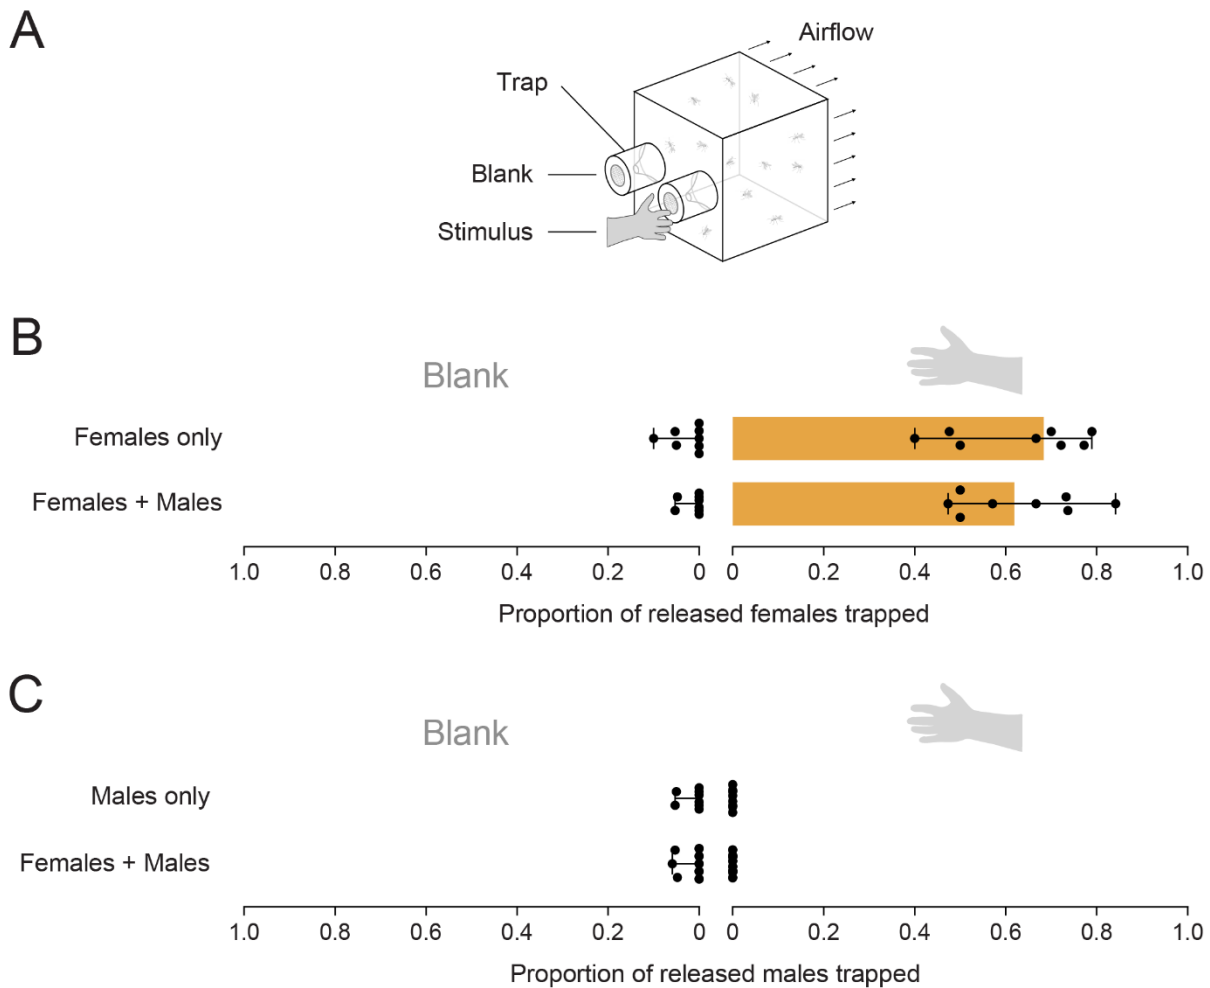 A
Airflow
Trap
Blank
Stimulus
B
Blank
Females only
Females + Males
1.0 0.8 0.6 0.4 0.2 0 0 0.2 0.4 0.6 0.8 1.0
Proportion of released females trapped
C
Blank
Males only
Females + Males
1.0 0.8 0.6 0.4 0.2 0 0 0.2 0.4 0.6 0.8 1.0
Proportion of released males trapped